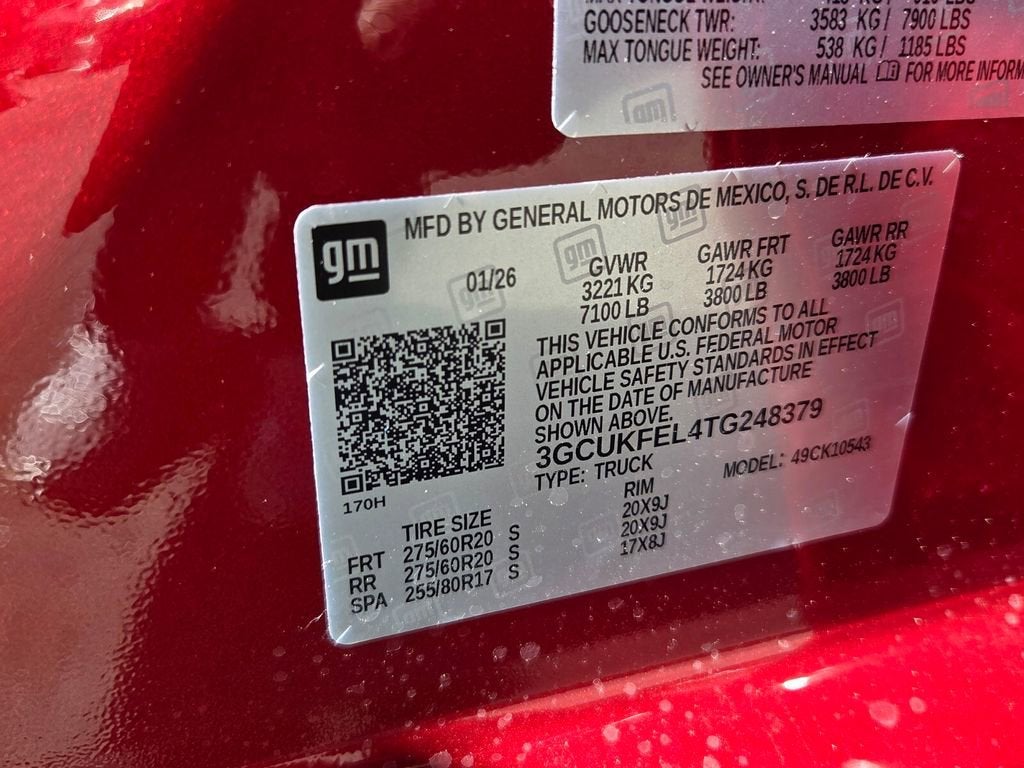 GOOSENECK TWR: 3583 KG / 7900 LBS
MAX TONGUE WEIGHT: 538 KG / 1185 LBS
SEE OWNER'S MANUAL FOR MORE INFORM
gm
MFD BY GENERAL MOTORS DE MEXICO, S. DE R.L. DE C.V.
01/26
GVWR GAWR FRT GAWR RR
3221 KG 1724 KG 1724 KG
7100 LB 3800 LB 3800 LB
THIS VEHICLE CONFORMS TO ALL
APPLICABLE U.S. FEDERAL MOTOR
VEHICLE SAFETY STANDARDS IN EFFECT
ON THE DATE OF MANUFACTURE
SHOWN ABOVE.
3GCUKFEL4TG248379
TYPE: TRUCK MODEL: 49CK10543
170H
TIRE SIZE RIM
FRT 275/60R20 S 20X9J
RR 275/60R20 S 20X9J
SPA 255/80R17 S 17X8J